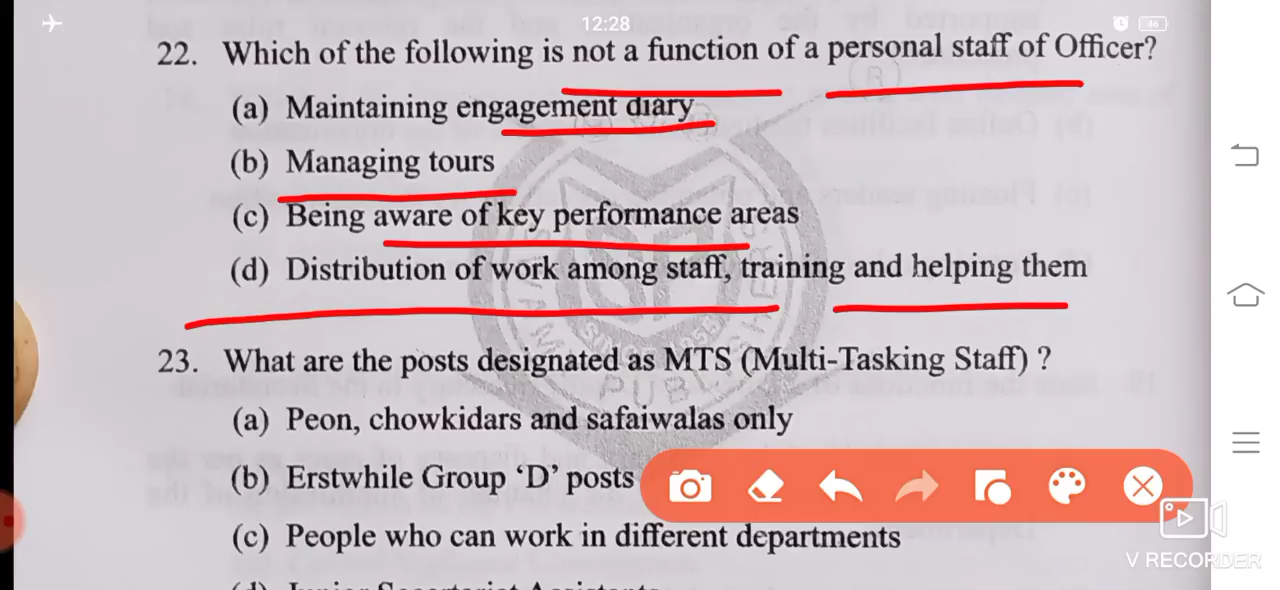 12:28
46
22. Which of the following is not a function of a personal staff of Officer?
(a) Maintaining engagement diary
(b) Managing tours
(c) Being aware of key performance areas
(d) Distribution of work among staff, training and helping them
23. What are the posts designated as MTS (Multi-Tasking Staff) ?
(a) Peon, chowkidars and safaiwalas only
(b) Erstwhile Group ‘D’ posts
(c) People who can work in different departments
V RECORDER